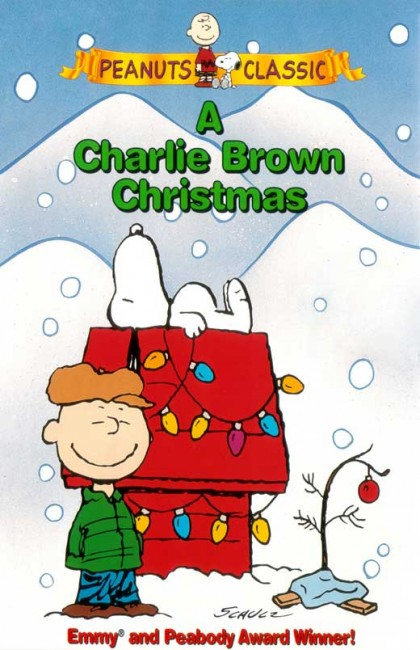 PEANUTS CLASSIC
A
Charlie Brown
Christmas
SCHULZ
Emmy® and Peabody Award Winner!